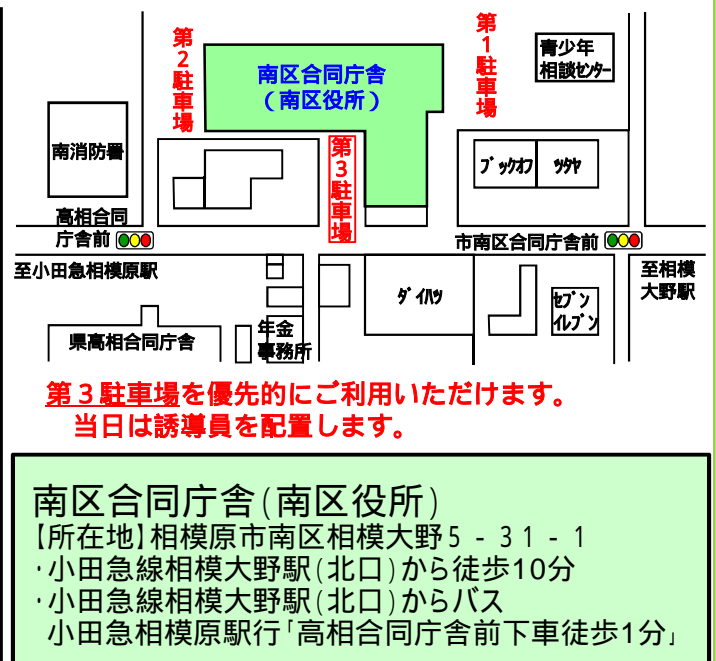 第2駐車場
南区合同庁舎
（南区役所）
第1駐車場
青少年
相談ｾﾝﾀｰ
南消防署
第3駐車場
ﾌﾞｯｸｵﾌ
ﾂﾀﾔ
高相合同
庁舎前
市南区合同庁舎前
至小田急相模原駅
至相模
大野駅
ﾀﾞｲﾊﾂ
ｾﾌﾞﾝ
ｲﾚﾌﾞﾝ
県高相合同庁舎
年金
事務所
第３駐車場を優先的にご利用いただけます。
当日は誘導員を配置します。
南区合同庁舎(南区役所)
【所在地】相模原市南区相模大野５‐３１‐１
・小田急線相模大野駅(北口)から徒歩10分
・小田急線相模大野駅(北口)からバス
小田急相模原駅行｢高相合同庁舎前下車徒歩1分｣